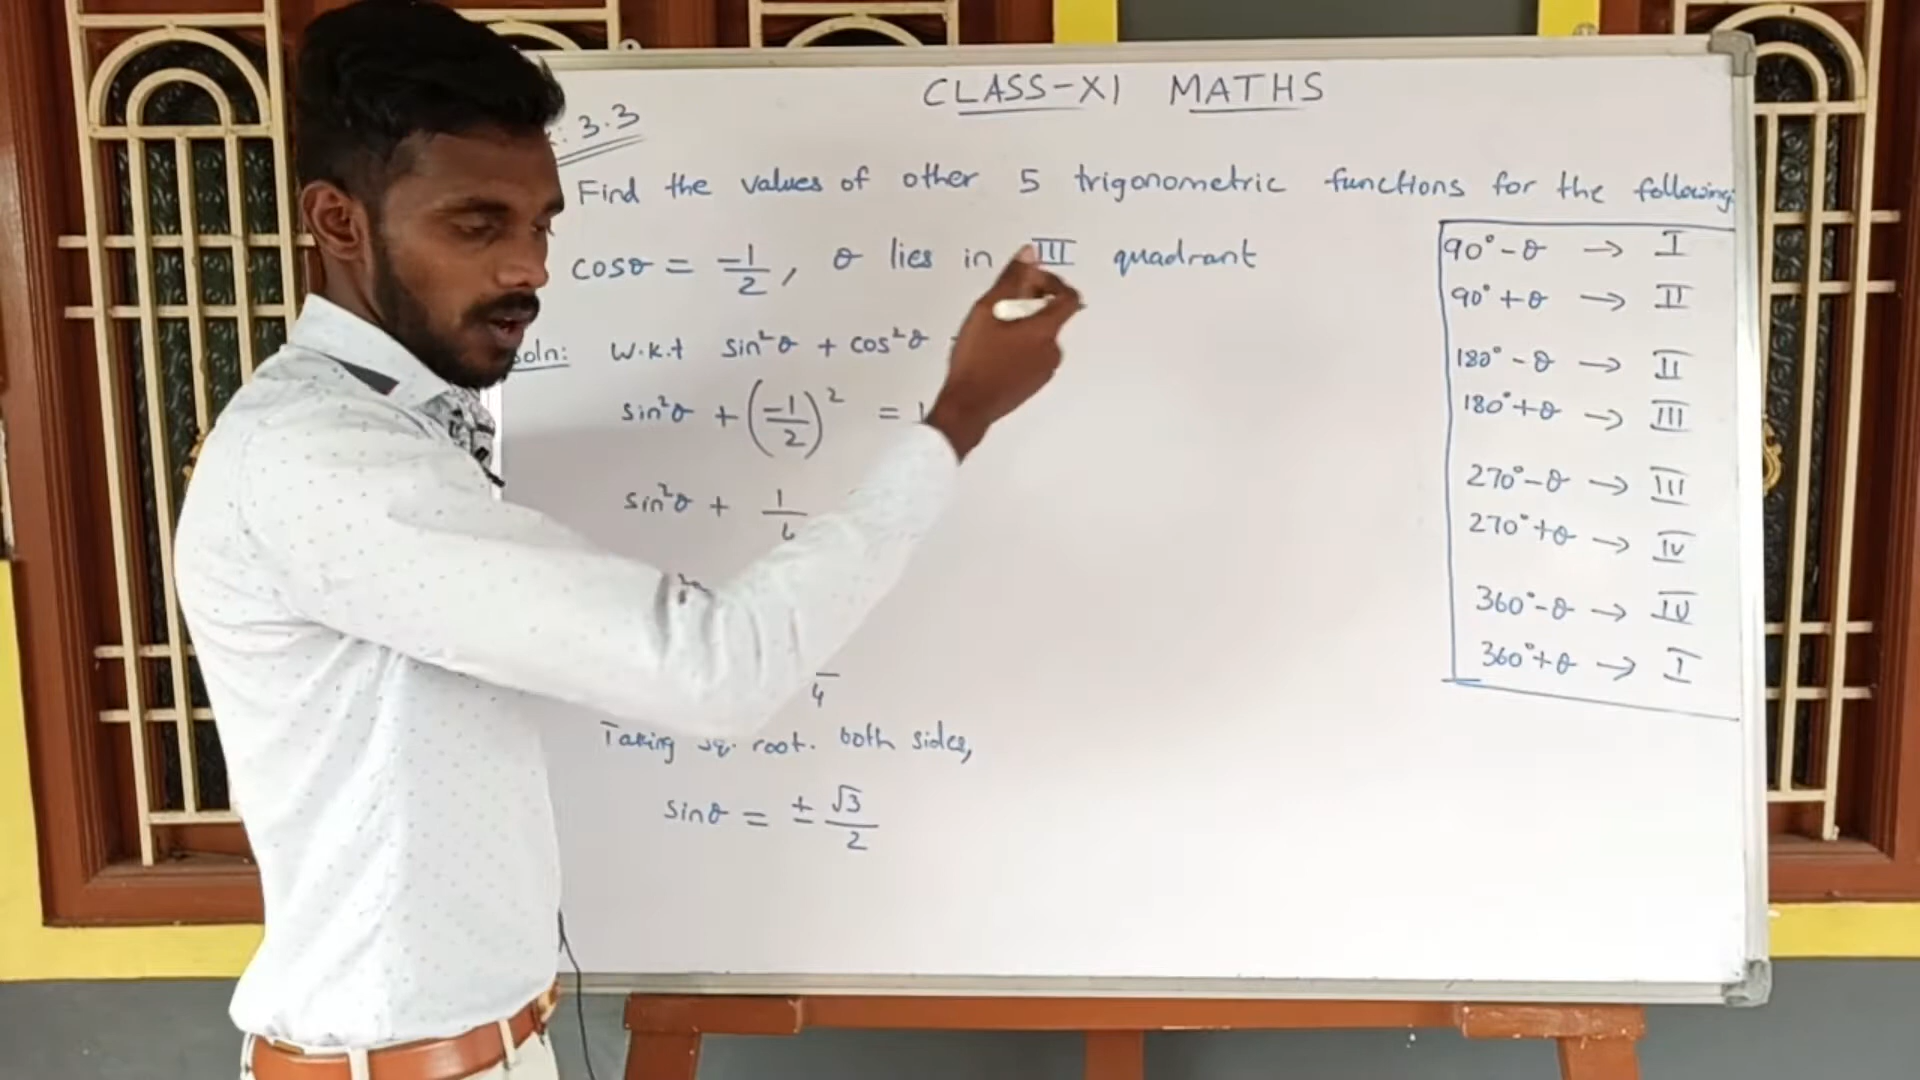 CLASS-XI MATHS
: 3.3
Find the values of other 5 trigonometric functions for the following:
cosθ = -1/2, θ lies in III quadrant
Soln: W.k.t sin²θ + cos²θ
sin²θ + (-1/2)² = 1
sin²θ + 1/4
4
Taking sq. root. both sides,
sinθ = ± √3/2
90° - θ → I
90° + θ → II
180° - θ → II
180° + θ → III
270° - θ → III
270° + θ → IV
360° - θ → IV
360° + θ → I